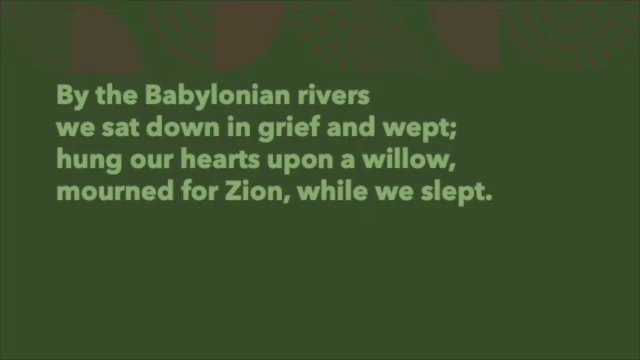 By the Babylonian rivers
we sat down in grief and wept;
hung our hearts upon a willow,
mourned for Zion, while we slept.